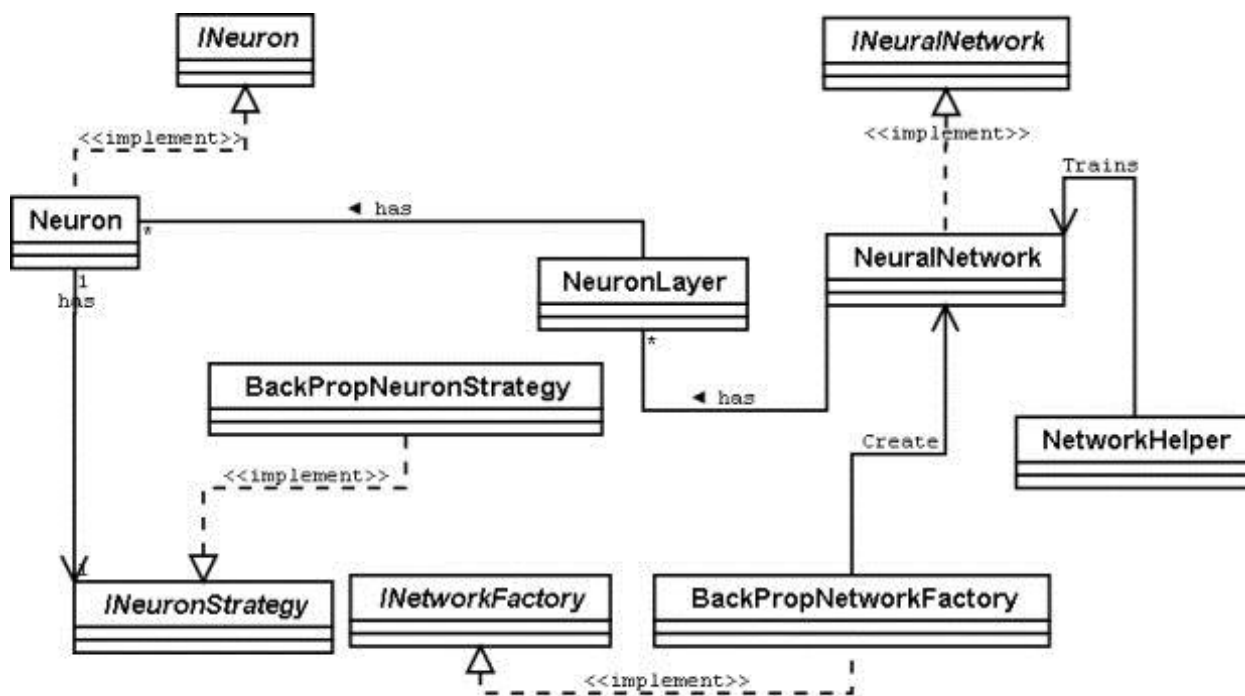 INeuron
INeuralNetwork
<<implement>>
<<implement>>
Trains
Neuron
◄ has
*
NeuralNetwork
1
has
NeuronLayer
*
BackPropNeuronStrategy
◄ has
Create
NetworkHelper
<<implement>>
1
INeuronStrategy
INetworkFactory
BackPropNetworkFactory
<<implement>>